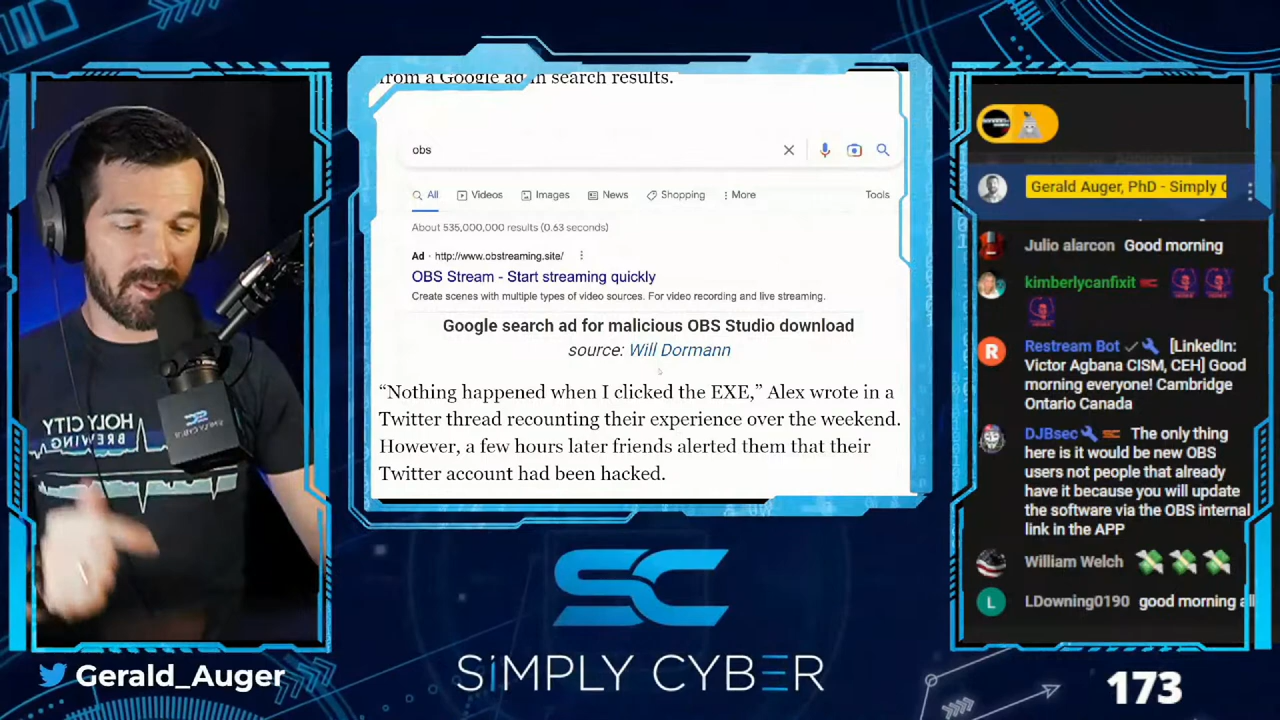 from a Google ad in search results.
obs
All Videos Images News Shopping More Tools
About 535,000,000 results (0.63 seconds)
Ad · http://www.obstreaming.site/
OBS Stream - Start streaming quickly
Create scenes with multiple types of video sources. For video recording and live streaming.
Google search ad for malicious OBS Studio download
source: Will Dormann
“Nothing happened when I clicked the EXE,” Alex wrote in a
Twitter thread recounting their experience over the weekend.
However, a few hours later friends alerted them that their
Twitter account had been hacked.
HOLY CITY
BREWING
Gerald_Auger
SC
SIMPLY CYBER
Gerald Auger, PhD - Simply C
Julio alarcon Good morning
kimberlycanfixit
Restream Bot [LinkedIn:
Victor Agbana CISM, CEH] Good
morning everyone! Cambridge
Ontario Canada
DJBsec The only thing
here is it would be new OBS
users not people that already
have it because you will update
the software via the OBS internal
link in the APP
William Welch
L LDowning0190 good morning all
173